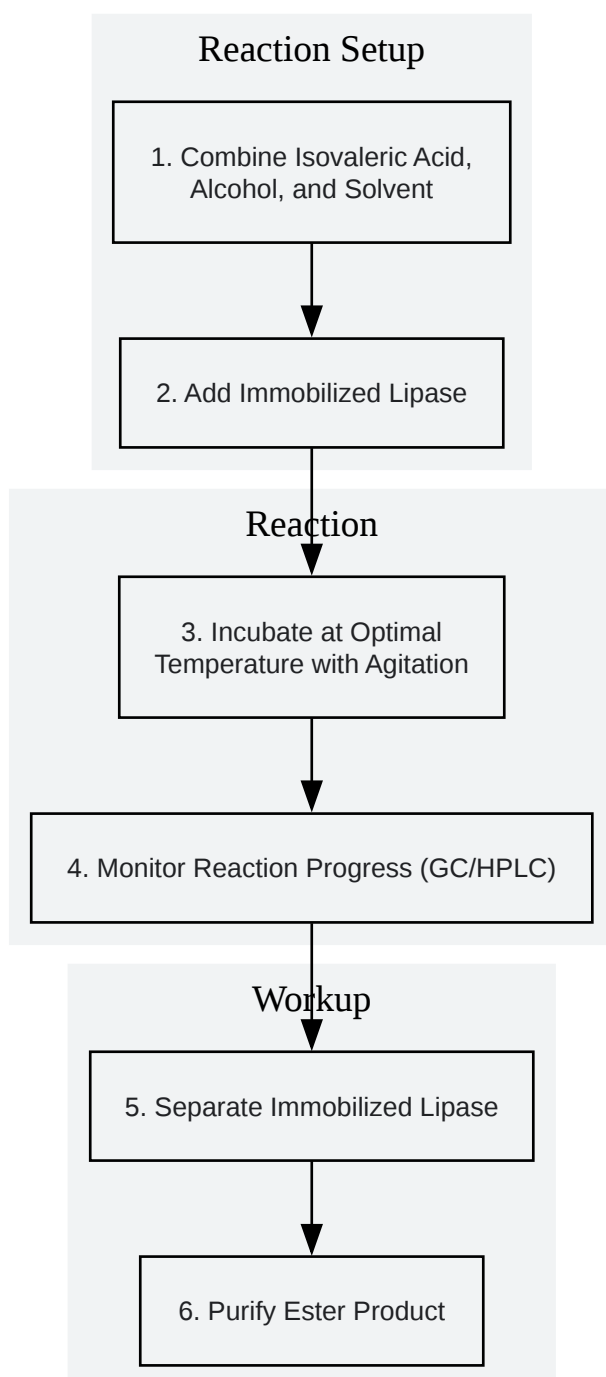 Reaction Setup
1. Combine Isovaleric Acid,
Alcohol, and Solvent
2. Add Immobilized Lipase
Reaction
3. Incubate at Optimal
Temperature with Agitation
4. Monitor Reaction Progress (GC/HPLC)
Workup
5. Separate Immobilized Lipase
6. Purify Ester Product